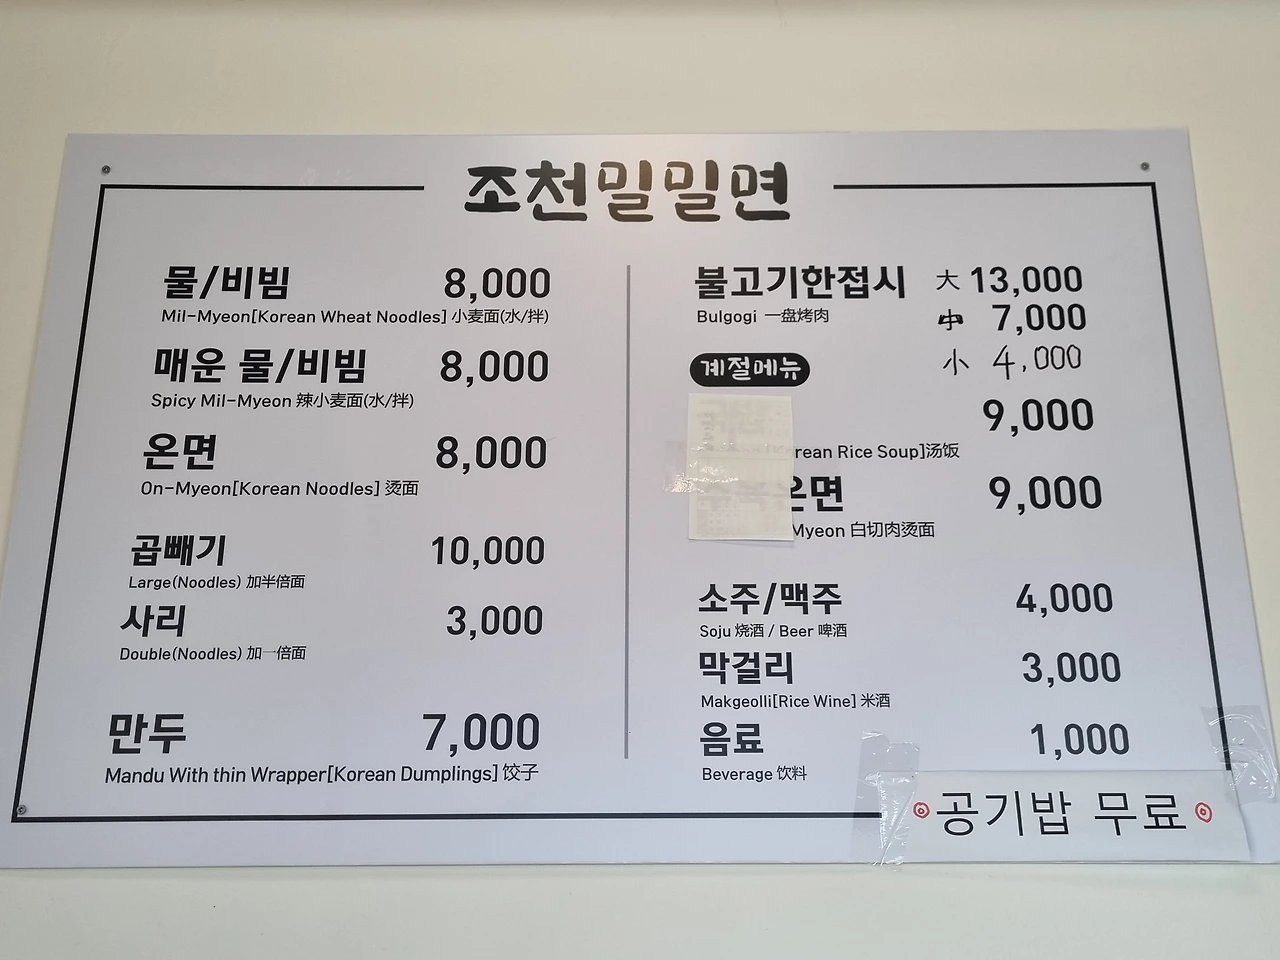 조천밀밀면
물/비빔 8,000
Mil-Myeon[Korean Wheat Noodles] 小麦面(水/拌)
매운 물/비빔 8,000
Spicy Mil-Myeon 辣小麦面(水/拌)
온면 8,000
On-Myeon[Korean Noodles] 烫面
곱빼기 10,000
Large(Noodles) 加半倍面
사리 3,000
Double(Noodles) 加一倍面
만두 7,000
Mandu With thin Wrapper[Korean Dumplings] 饺子
불고기한접시 大 13,000
Bulgogi 一盘烤肉
中 7,000
小 4,000
계절메뉴
9,000
Rice Soup]汤饭
온면 9,000
Myeon 白切肉烫面
소주/맥주 4,000
Soju 烧酒 / Beer 啤酒
막걸리 3,000
Makgeolli[Rice Wine] 米酒
음료 1,000
Beverage 饮料
공기밥 무료